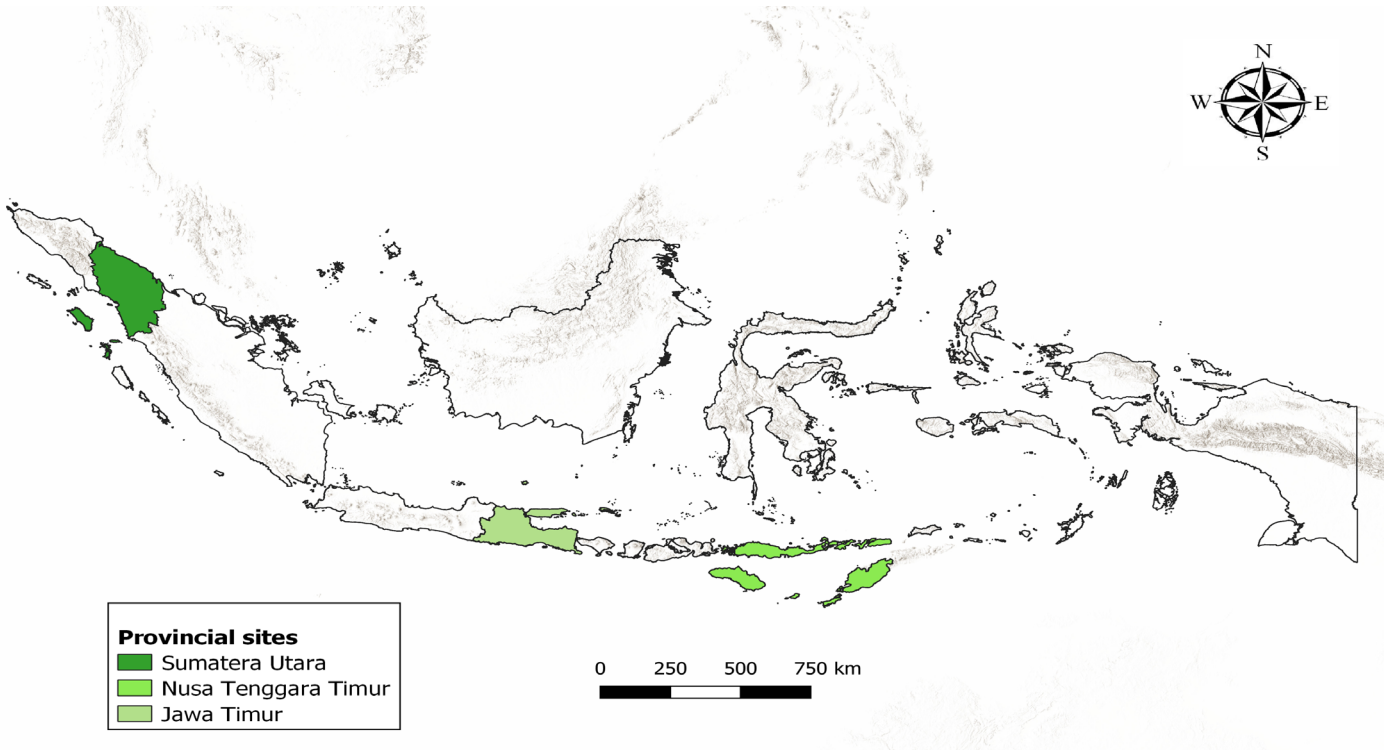 N
W E
S
Provincial sites
Sumatera Utara
Nusa Tenggara Timur
Jawa Timur
0 250 500 750 km